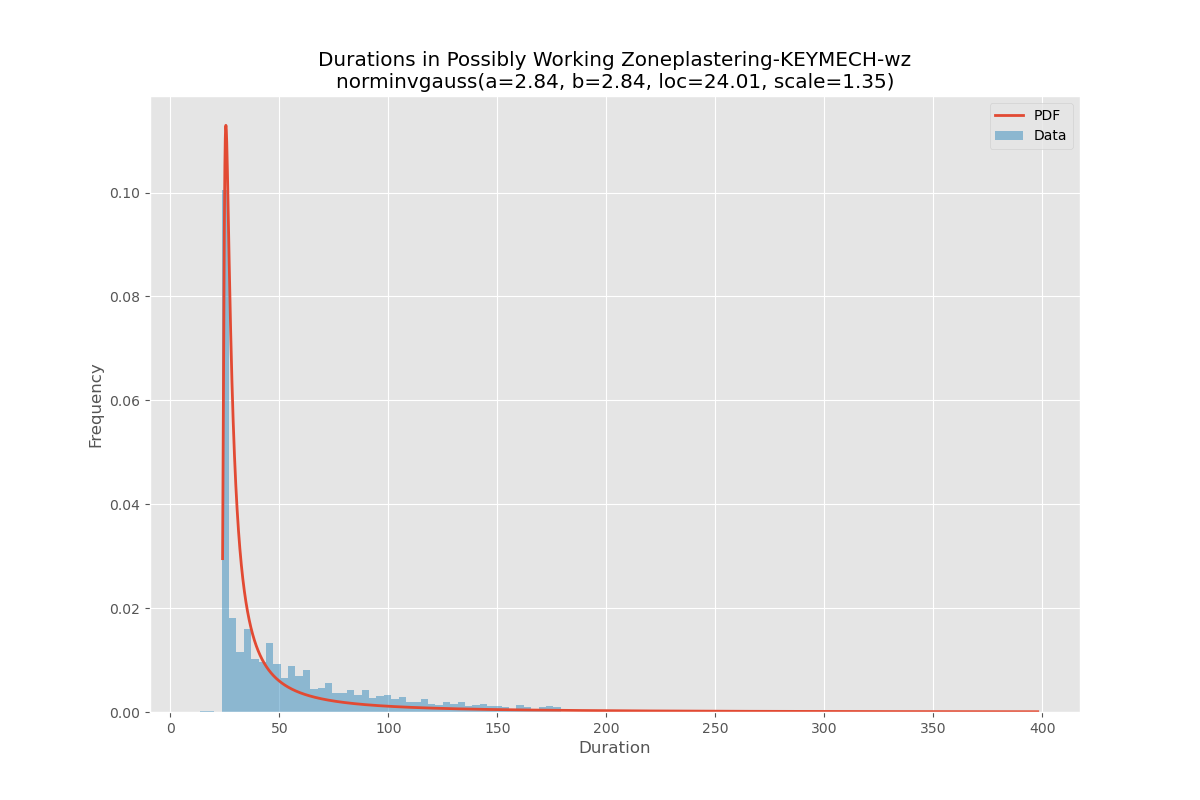 Durations in Possibly Working Zoneplastering-KEYMECH-wz
norminvgauss(a=2.84, b=2.84, loc=24.01, scale=1.35)
PDF
Data
0.10
0.08
0.06
0.04
0.02
0.00
Frequency
0 50 100 150 200 250 300 350 400
Duration